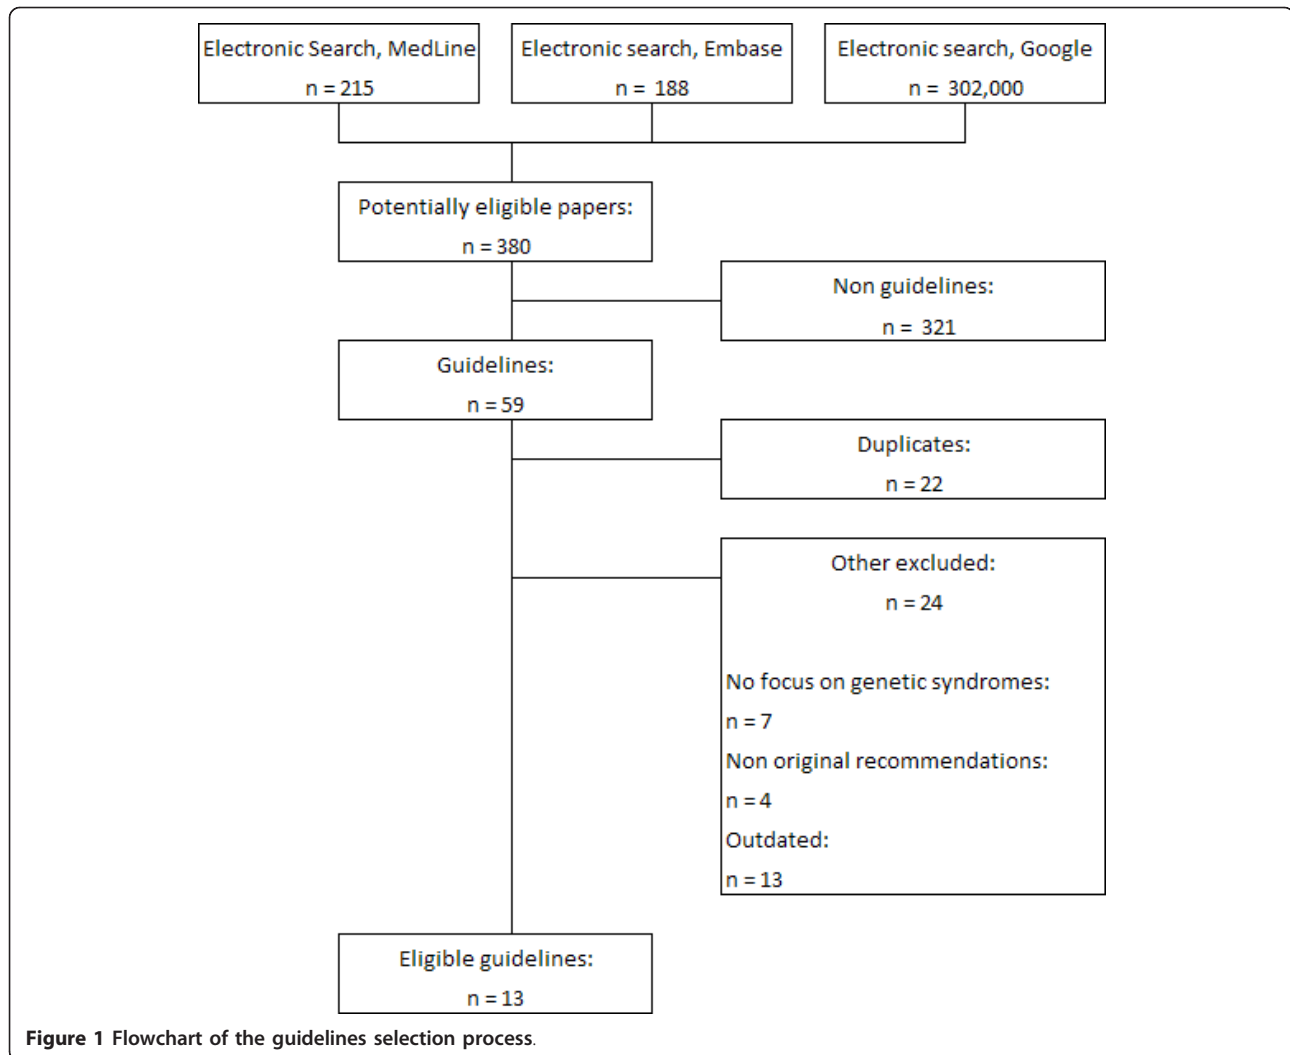 Electronic Search, MedLine
n = 215
Electronic search, Embase
n = 188
Electronic search, Google
n = 302,000
Potentially eligible papers:
n = 380
Non guidelines:
n = 321
Guidelines:
n = 59
Duplicates:
n = 22
Other excluded:
n = 24
No focus on genetic syndromes:
n = 7
Non original recommendations:
n = 4
Outdated:
n = 13
Eligible guidelines:
n = 13
Figure 1 Flowchart of the guidelines selection process.